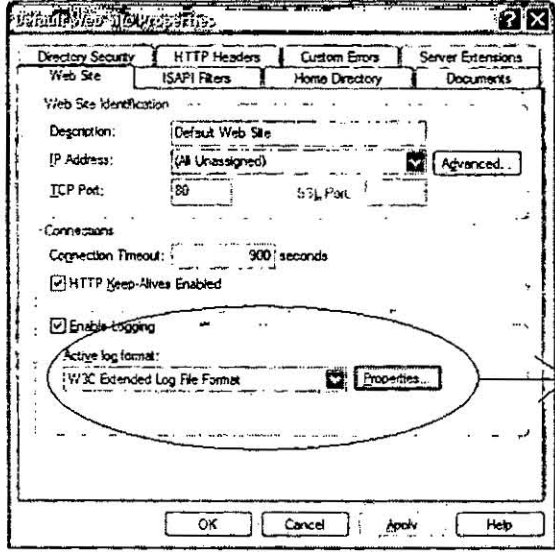 Default Web Site Properties
Directory Security HTTP Headers Custom Errors Server Extensions
Web Site ISAPI Filters Home Directory Documents
Web Site Identification
Description: Default Web Site
IP Address: (All Unassigned) Advanced...
TCP Port: 80 SSL Port:
Connections
Connection Timeout: 900 seconds
HTTP Keep-Alives Enabled
Enable Logging
Active log format:
W3C Extended Log File Format Properties...
OK Cancel Apply Help